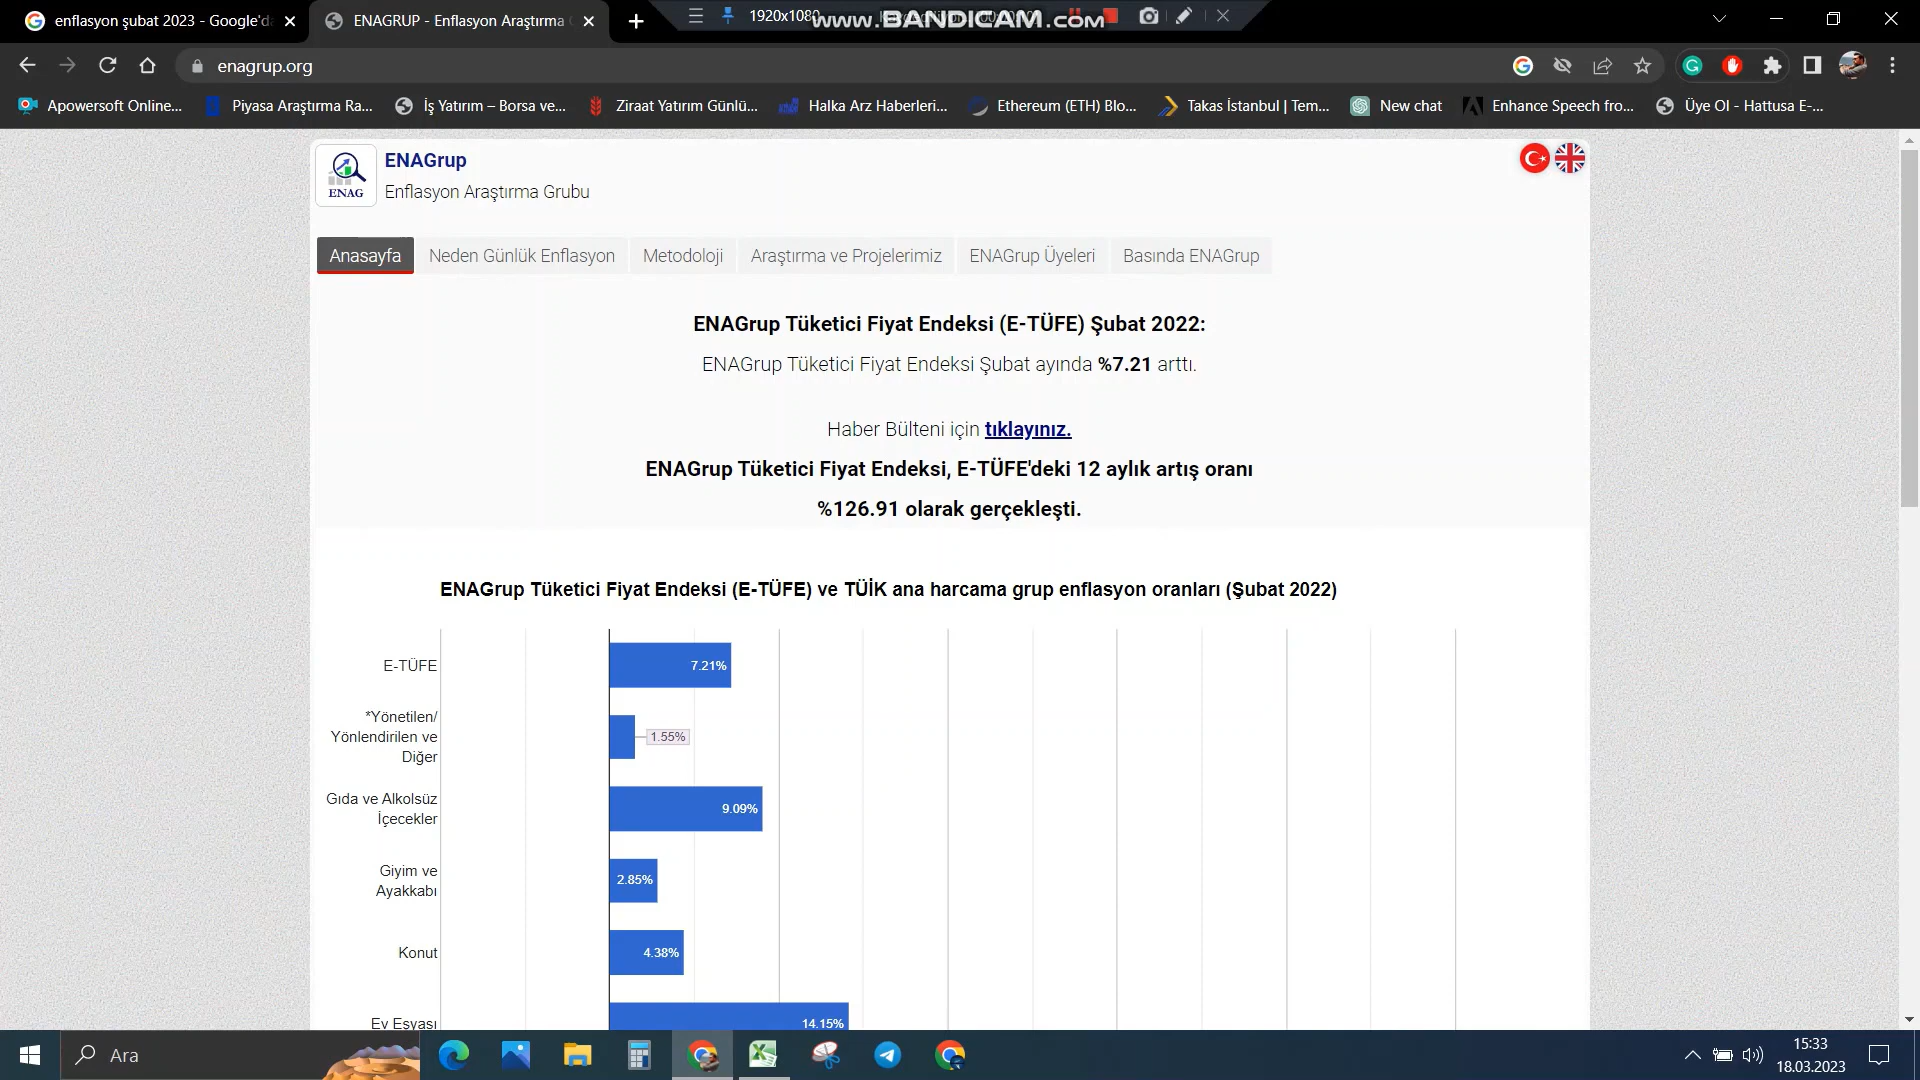 enflasyon şubat 2023 - Google'da
ENAGRUP - Enflasyon Araştırma G
1920x1080
www.BANDICAM.com
enagrup.org
Apowersoft Online...
Piyasa Araştırma Ra...
İş Yatırım – Borsa ve...
Ziraat Yatırım Günlü...
Halka Arz Haberleri...
Ethereum (ETH) Blo...
Takas İstanbul | Tem...
New chat
Enhance Speech fro...
Üye Ol - Hattusa E-...
ENAG
ENAGrup
Enflasyon Araştırma Grubu
Anasayfa
Neden Günlük Enflasyon
Metodoloji
Araştırma ve Projelerimiz
ENAGrup Üyeleri
Basında ENAGrup
ENAGrup Tüketici Fiyat Endeksi (E-TÜFE) Şubat 2022:
ENAGrup Tüketici Fiyat Endeksi Şubat ayında %7.21 arttı.
Haber Bülteni için tıklayınız.
ENAGrup Tüketici Fiyat Endeksi, E-TÜFE'deki 12 aylık artış oranı
%126.91 olarak gerçekleşti.
ENAGrup Tüketici Fiyat Endeksi (E-TÜFE) ve TÜİK ana harcama grup enflasyon oranları (Şubat 2022)
E-TÜFE
7.21%
*Yönetilen/
Yönlendirilen ve
Diğer
1.55%
Gıda ve Alkolsüz
İçecekler
9.09%
Giyim ve
Ayakkabı
2.85%
Konut
4.38%
Ev Eşyası
14.15%
Ara
15:33
18.03.2023